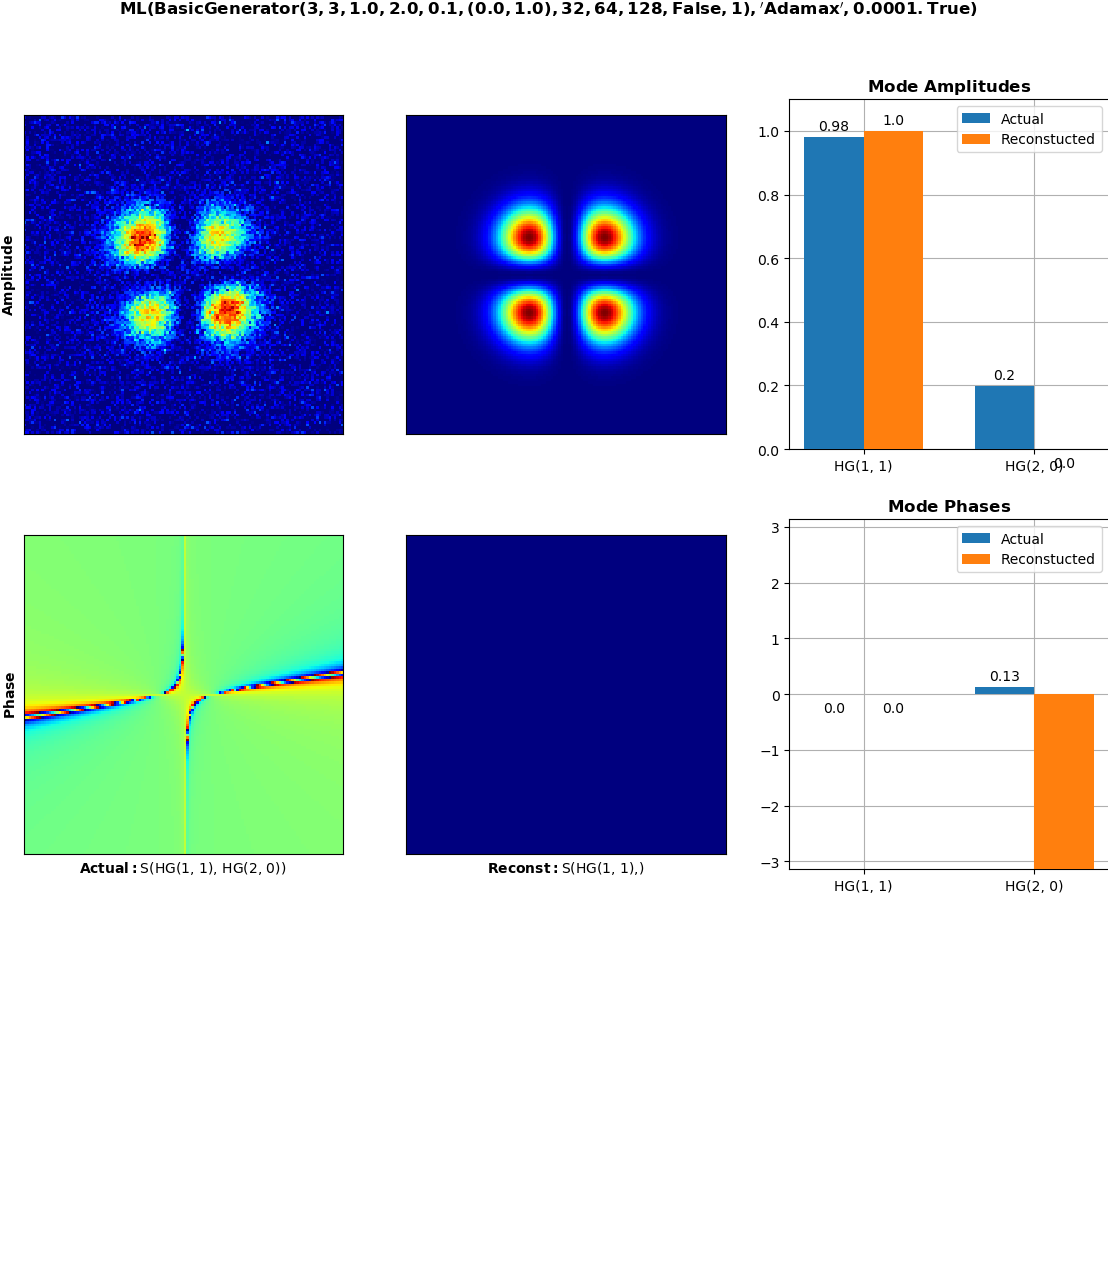 ML(BasicGenerator(3, 3, 1.0, 2.0, 0.1, (0.0, 1.0), 32, 64, 128, False, 1), ′Adamax′, 0.0001. True)
Amplitude
Mode Amplitudes
Actual
Reconstucted
0.98
1.0
0.2
0.0
1.0
0.8
0.6
0.4
0.2
0.0
HG(1, 1)
HG(2, 0)
Phase
Actual: S(HG(1, 1), HG(2, 0))
Reconst: S(HG(1, 1),)
Mode Phases
Actual
Reconstucted
0.0
0.0
0.13
3
2
1
0
−1
−2
−3
HG(1, 1)
HG(2, 0)